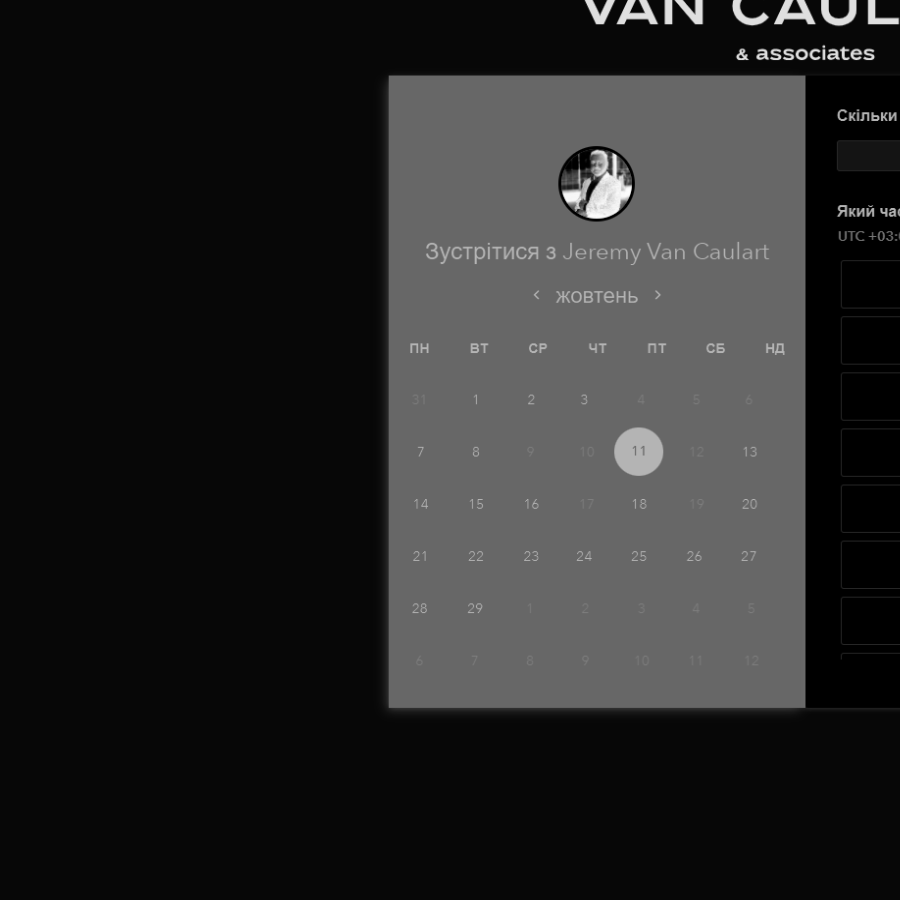 VAN CAUL
& associates
Зустрітися з Jeremy Van Caulart
‹ жовтень ›
ПН ВТ СР ЧТ ПТ СБ НД
31 1 2 3 4 5 6
7 8 9 10 11 12 13
14 15 16 17 18 19 20
21 22 23 24 25 26 27
28 29 1 2 3 4 5
6 7 8 9 10 11 12
Скільки
Який час
UTC +03: